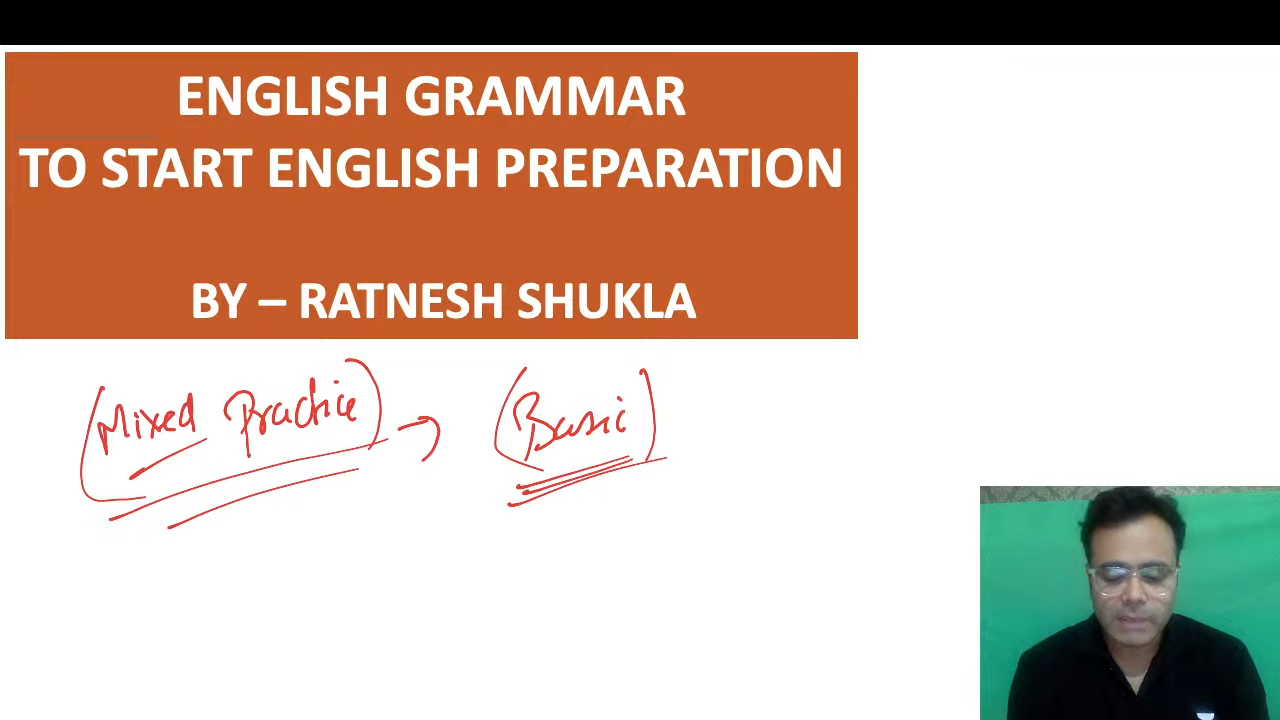 ENGLISH GRAMMAR
TO START ENGLISH PREPARATION
BY – RATNESH SHUKLA
(Mixed Practice) → (Basic)